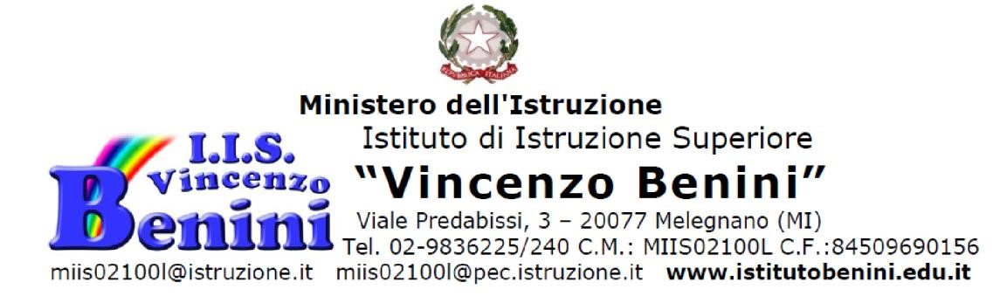 REPVBBLICA ITALIANA
Ministero dell'Istruzione
Istituto di Istruzione Superiore
I.I.S.
Vincenzo
Benini
“Vincenzo Benini”
Viale Predabissi, 3 – 20077 Melegnano (MI)
Tel. 02-9836225/240 C.M.: MIIS02100L C.F.:84509690156
miis02100l@istruzione.it miis02100l@pec.istruzione.it www.istitutobenini.edu.it